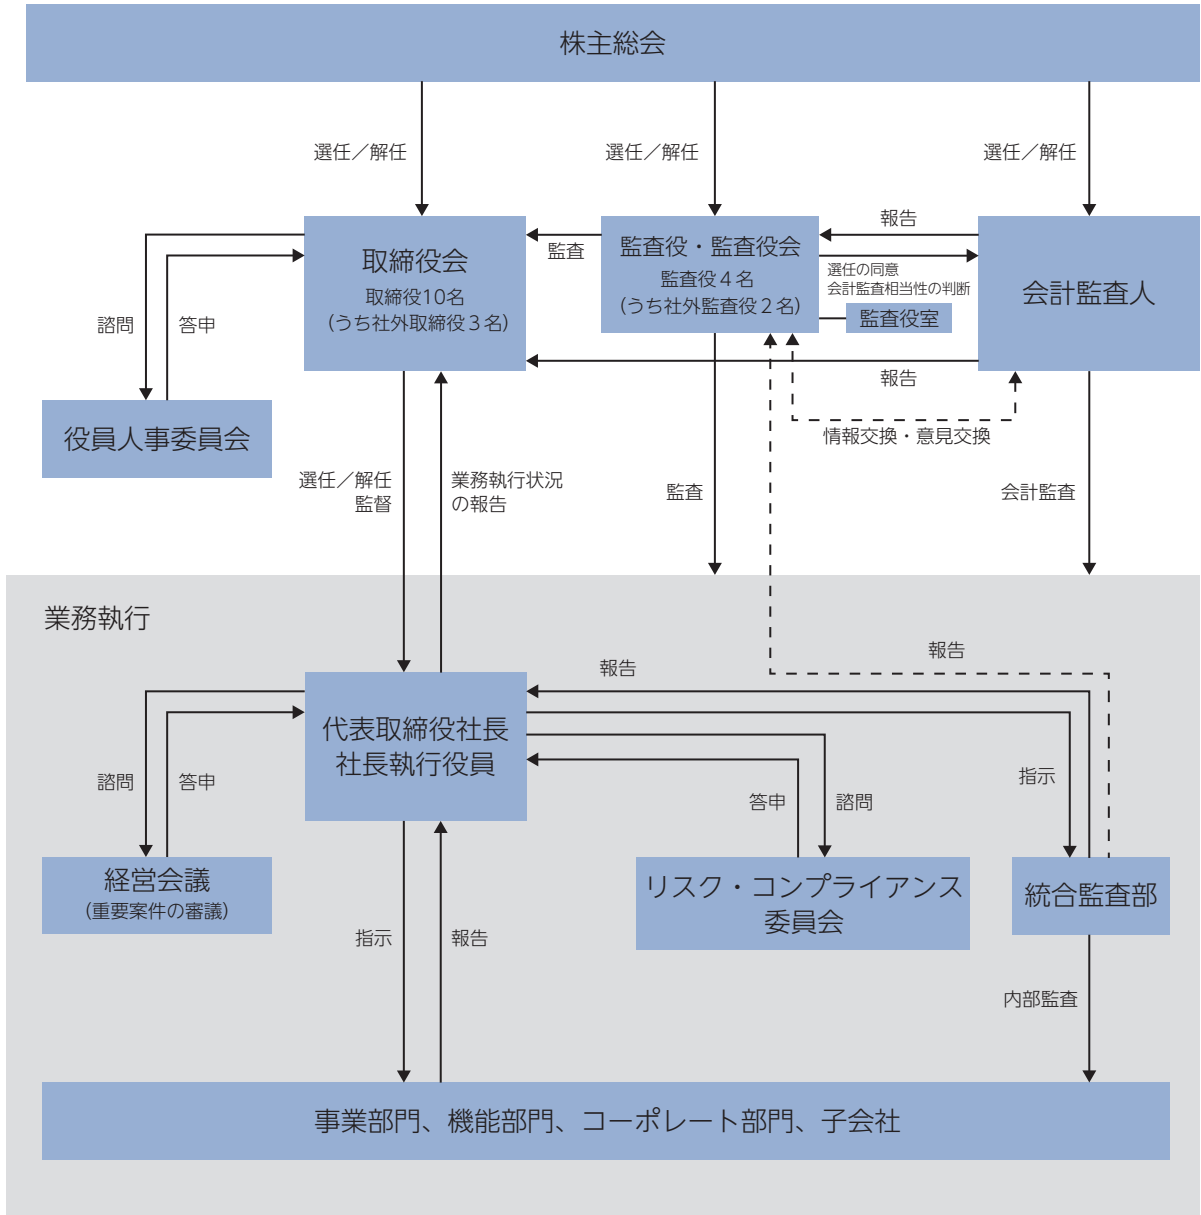 株主総会
選任／解任
選任／解任
選任／解任
取締役会
取締役10名
(うち社外取締役３名)
監査
監査役・監査役会
監査役４名
(うち社外監査役２名)
報告
選任の同意
会計監査相当性の判断
監査役室
会計監査人
報告
諮問
答申
役員人事委員会
情報交換・意見交換
選任／解任
監督
業務執行状況
の報告
監査
会計監査
業務執行
報告
報告
代表取締役社長
社長執行役員
諮問
答申
答申
諮問
指示
経営会議
(重要案件の審議)
リスク・コンプライアンス
委員会
統合監査部
指示
報告
内部監査
事業部門、機能部門、コーポレート部門、子会社